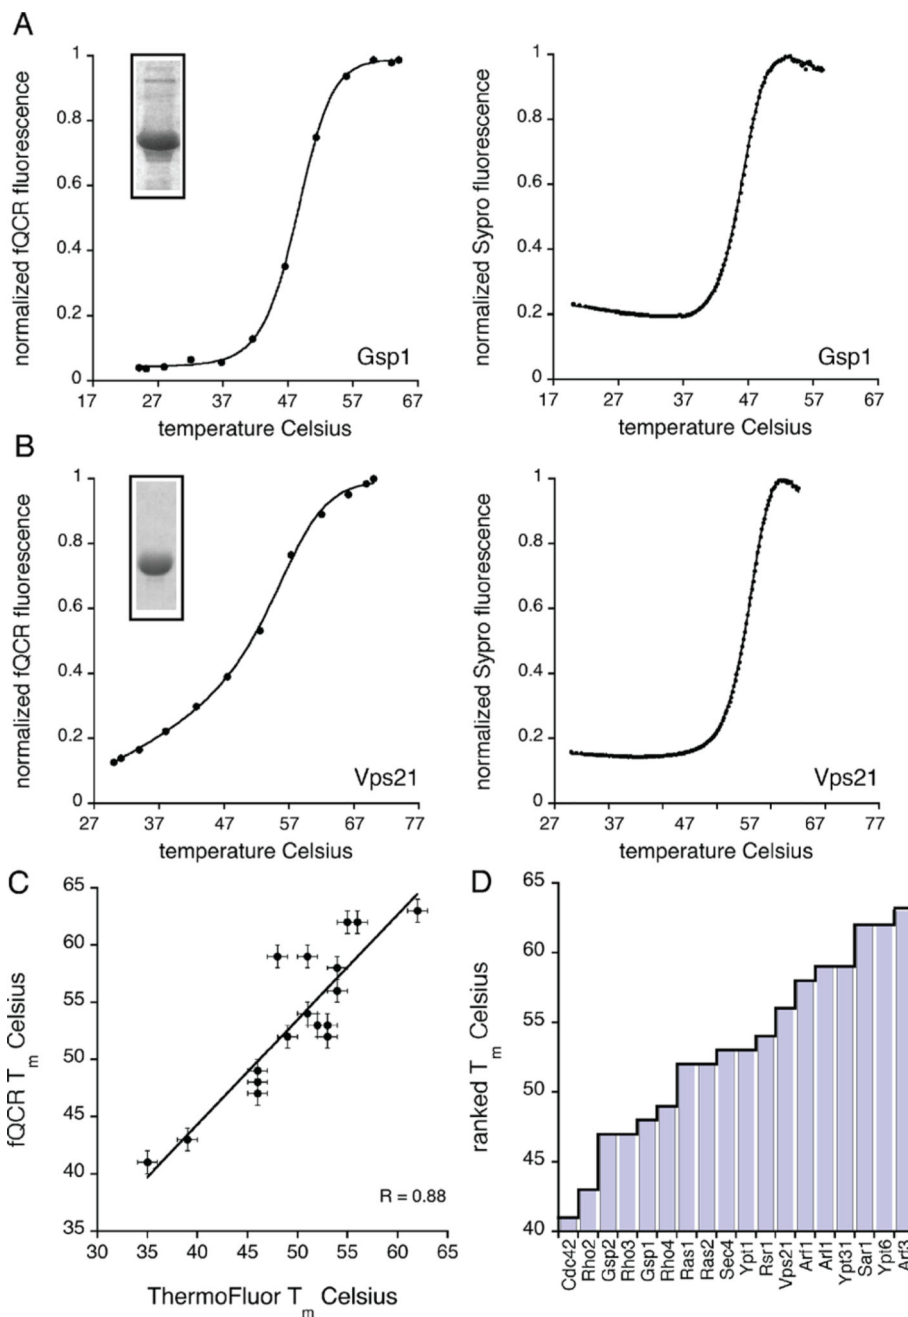 A
normalized fQCR fluorescence
1
0.8
0.6
0.4
0.2
0
17
27
37
47
57
67
temperature Celsius
Gsp1
normalized Sypro fluorescence
1
0.8
0.6
0.4
0.2
0
17
27
37
47
57
67
temperature Celsius
Gsp1
B
normalized fQCR fluorescence
1
0.8
0.6
0.4
0.2
0
27
37
47
57
67
77
temperature Celsius
Vps21
normalized Sypro fluorescence
1
0.8
0.6
0.4
0.2
0
27
37
47
57
67
77
temperature Celsius
Vps21
C
fQCR Tm Celsius
65
60
55
50
45
40
35
30
35
40
45
50
55
60
65
R = 0.88
ThermoFluor Tm Celsius
D
ranked Tm Celsius
65
60
55
50
45
40
Cdc42
Rho2
Gsp2
Rho3
Gsp1
Rho4
Ras1
Ras2
Sec4
Ypt1
Rsr1
Vps21
Arf1
Arl1
Ypt31
Sar1
Ypt6
Arf3